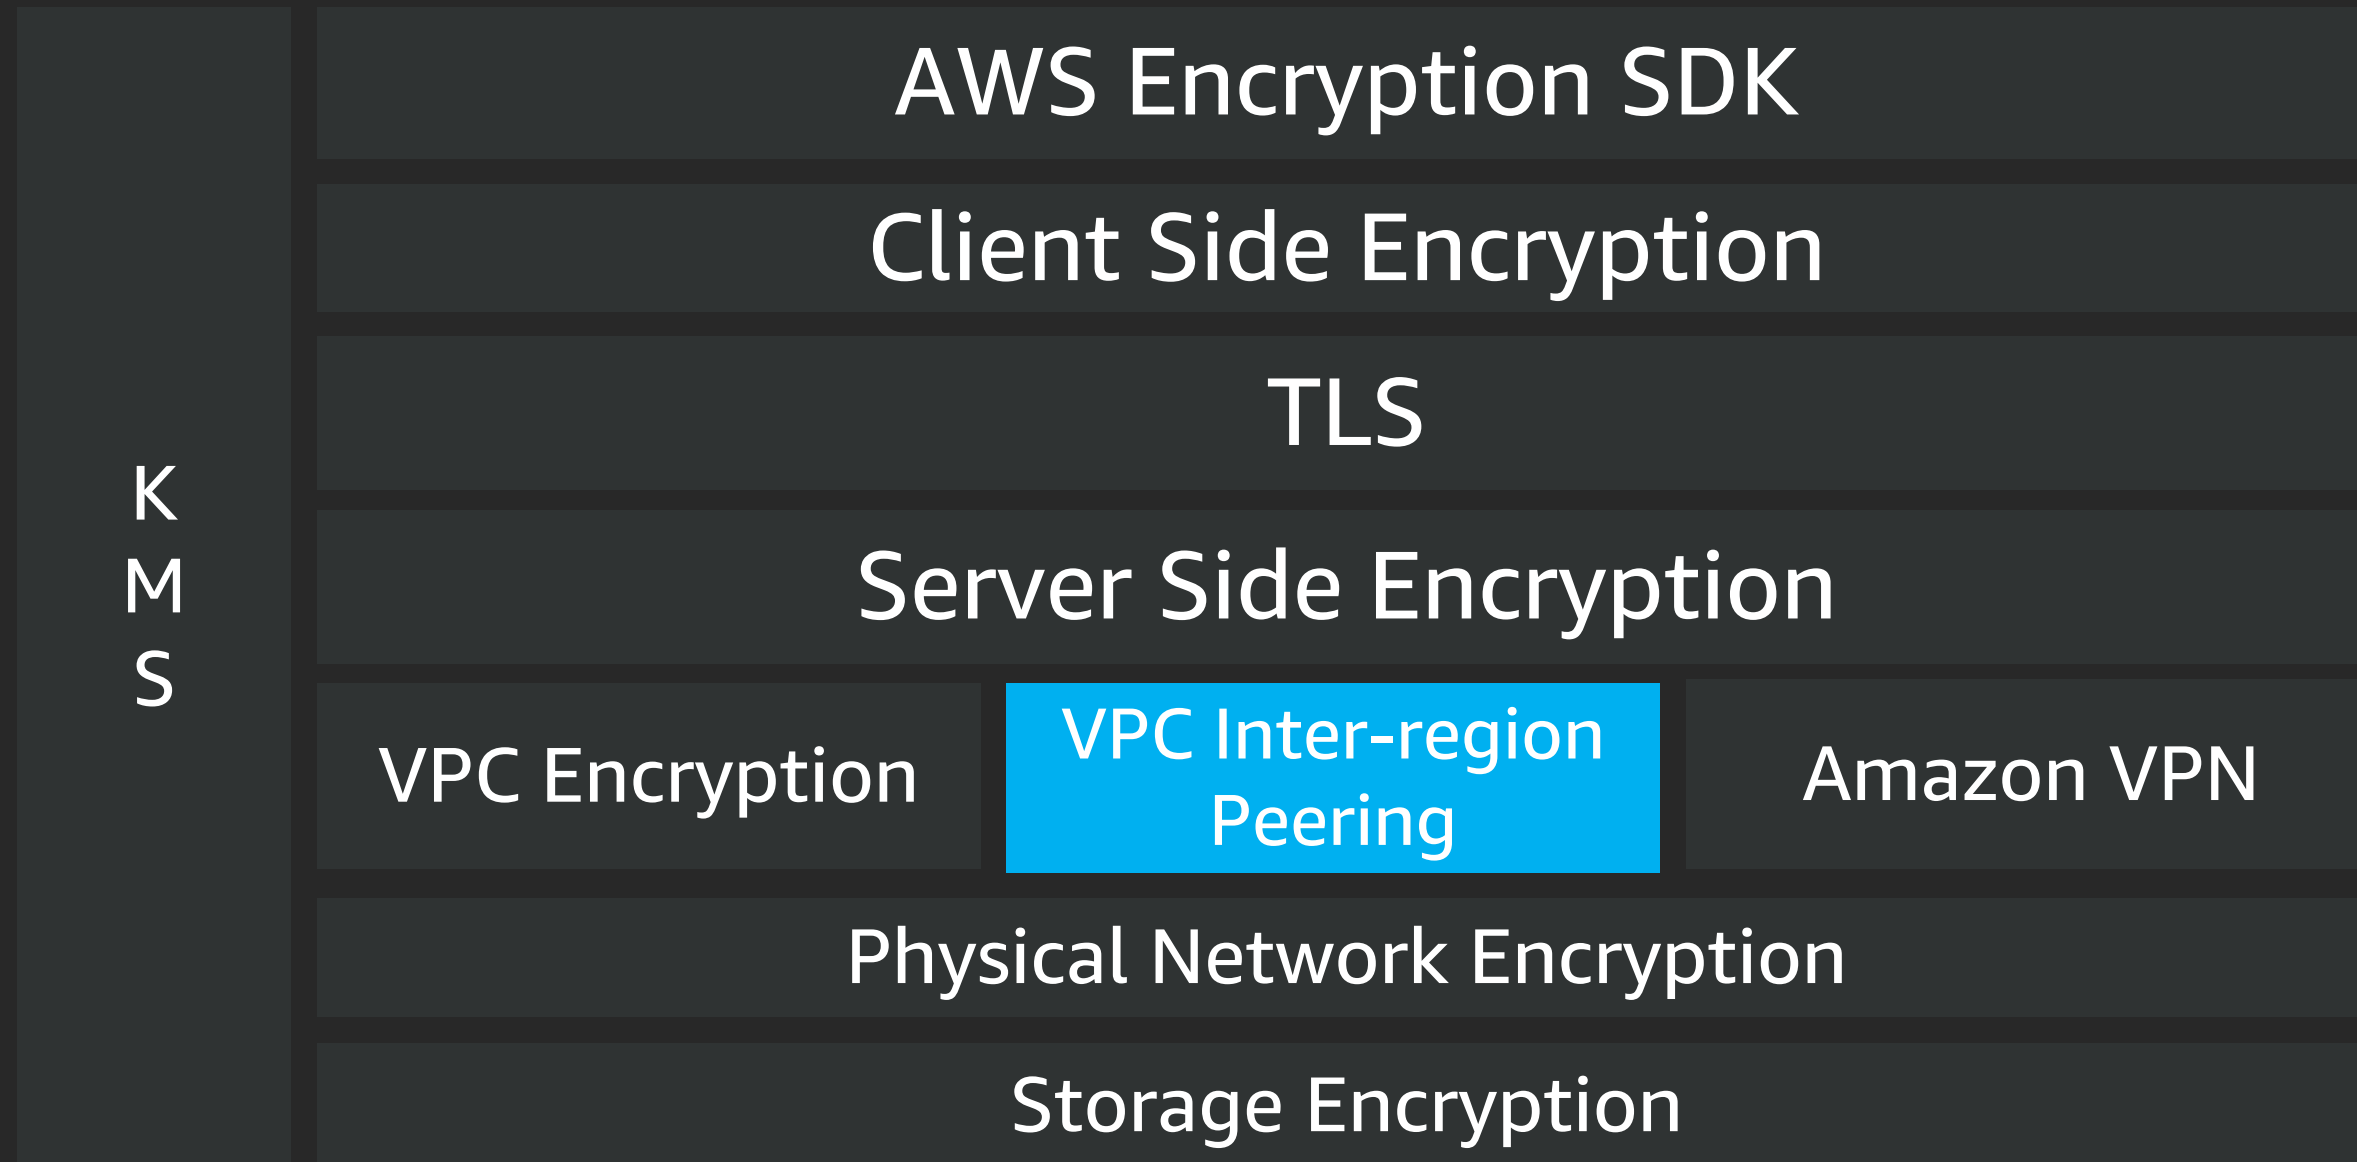 K
M
S
AWS Encryption SDK
Client Side Encryption
TLS
Server Side Encryption
VPC Encryption
VPC Inter-region
Peering
Amazon VPN
Physical Network Encryption
Storage Encryption